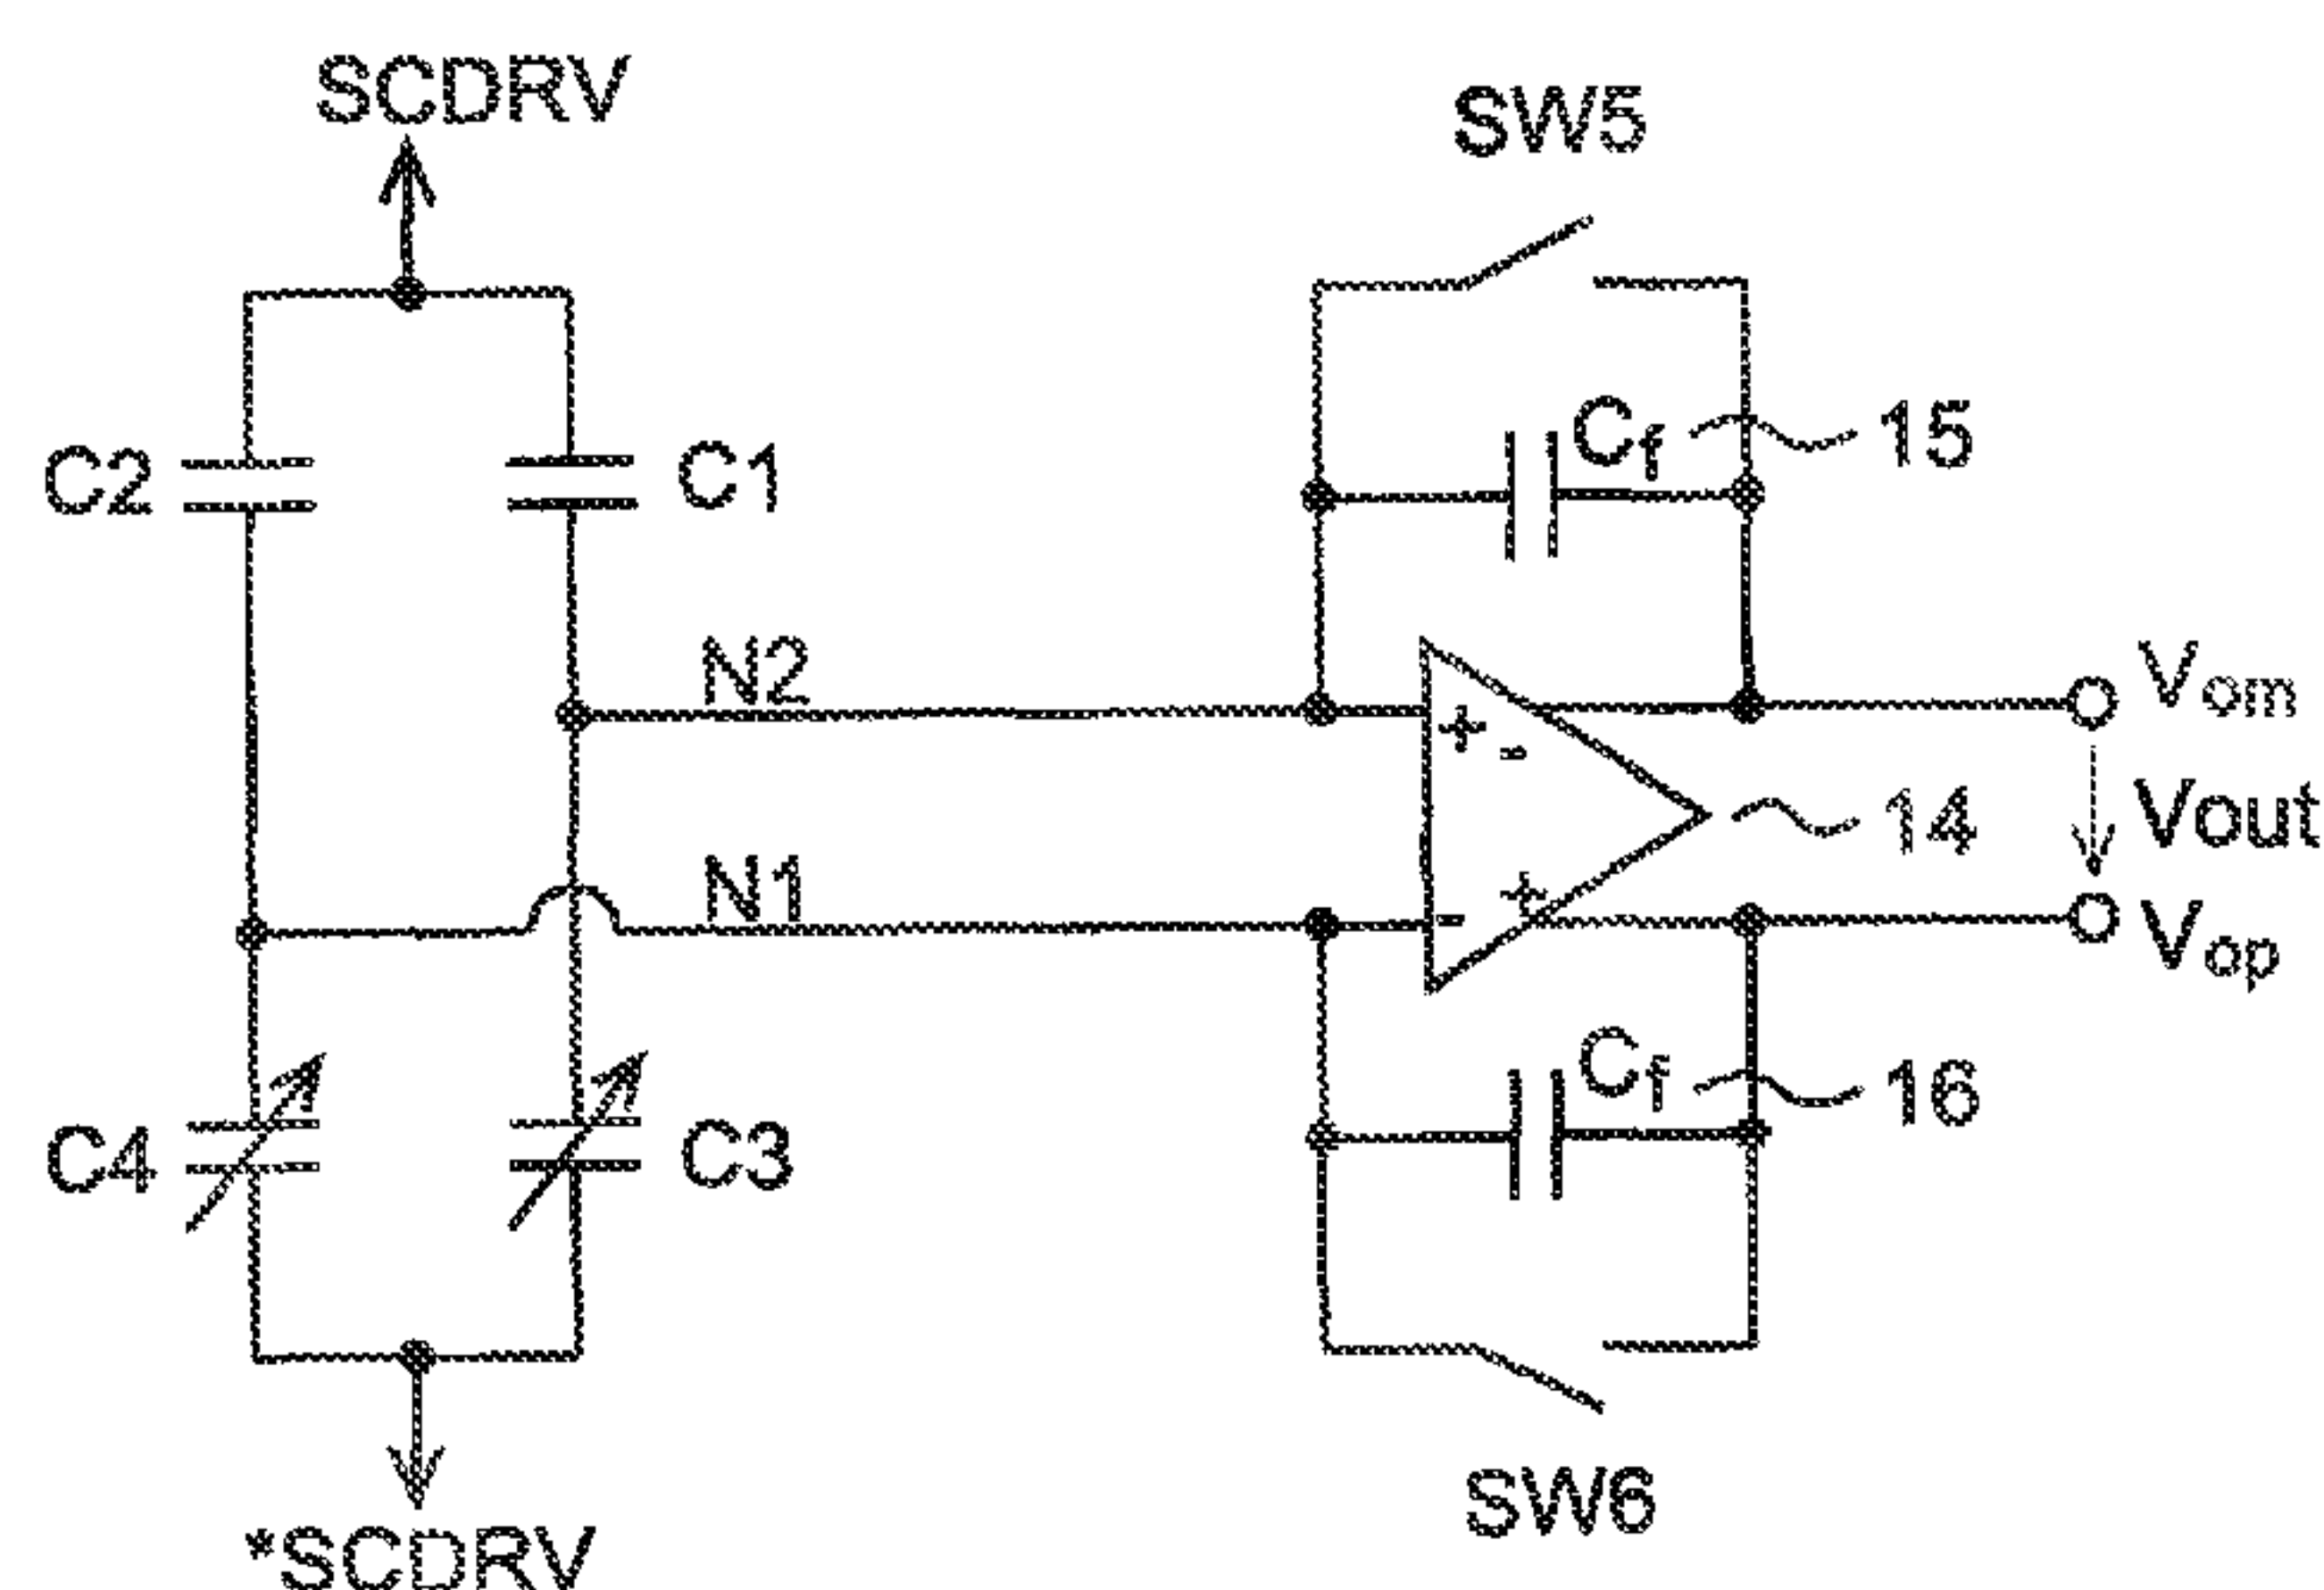 SCDRV
SW5
C2
C1
Cf
15
N2
+
-
Vom
14
Vout
N1
-
+
Vop
C4
C3
Cf
16
*SCDRV
SW6